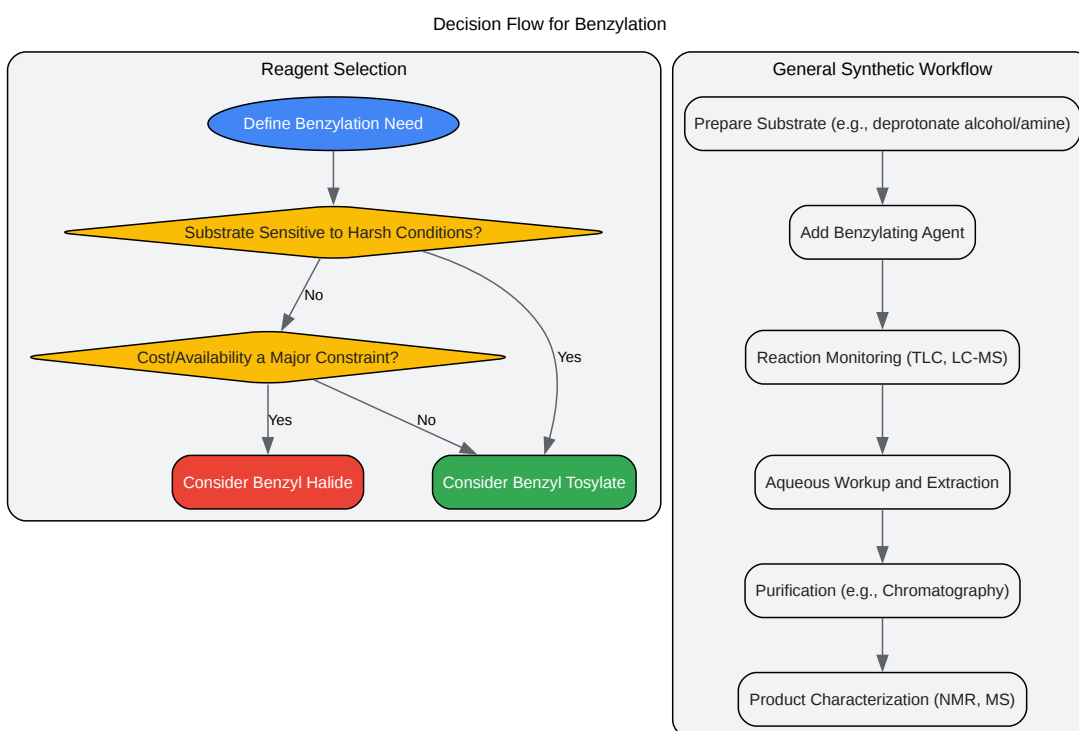 Decision Flow for Benzylation
Reagent Selection
Define Benzylation Need
Substrate Sensitive to Harsh Conditions?
No
Cost/Availability a Major Constraint?
Yes
Yes
No
Consider Benzyl Halide
Consider Benzyl Tosylate
General Synthetic Workflow
Prepare Substrate (e.g., deprotonate alcohol/amine)
Add Benzylating Agent
Reaction Monitoring (TLC, LC-MS)
Aqueous Workup and Extraction
Purification (e.g., Chromatography)
Product Characterization (NMR, MS)